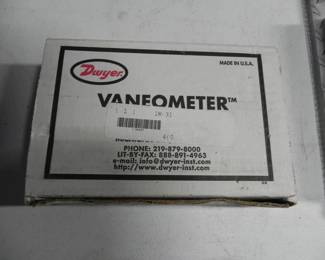 Dwyer
MADE IN U.S.A.
VANEOMETER™
PHONE: 219-879-8000
LIT-BY-FAX: 888-891-4963
e-mail: info@dwyer-inst.com
http://www.dwyer-inst.com